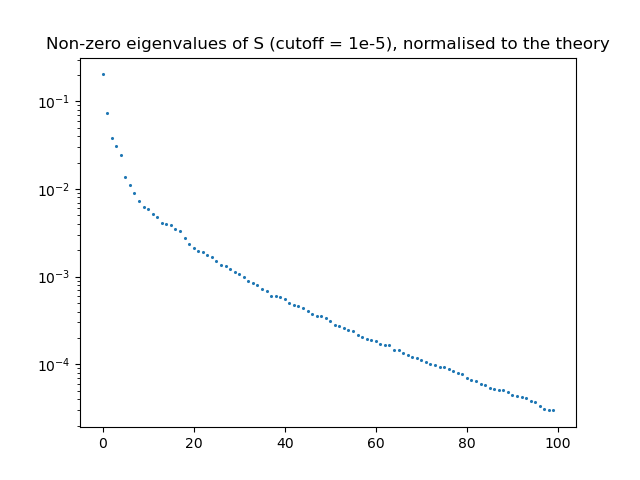 Non-zero eigenvalues of S (cutoff = 1e-5), normalised to the theory
10⁻¹
10⁻²
10⁻³
10⁻⁴
0 20 40 60 80 100